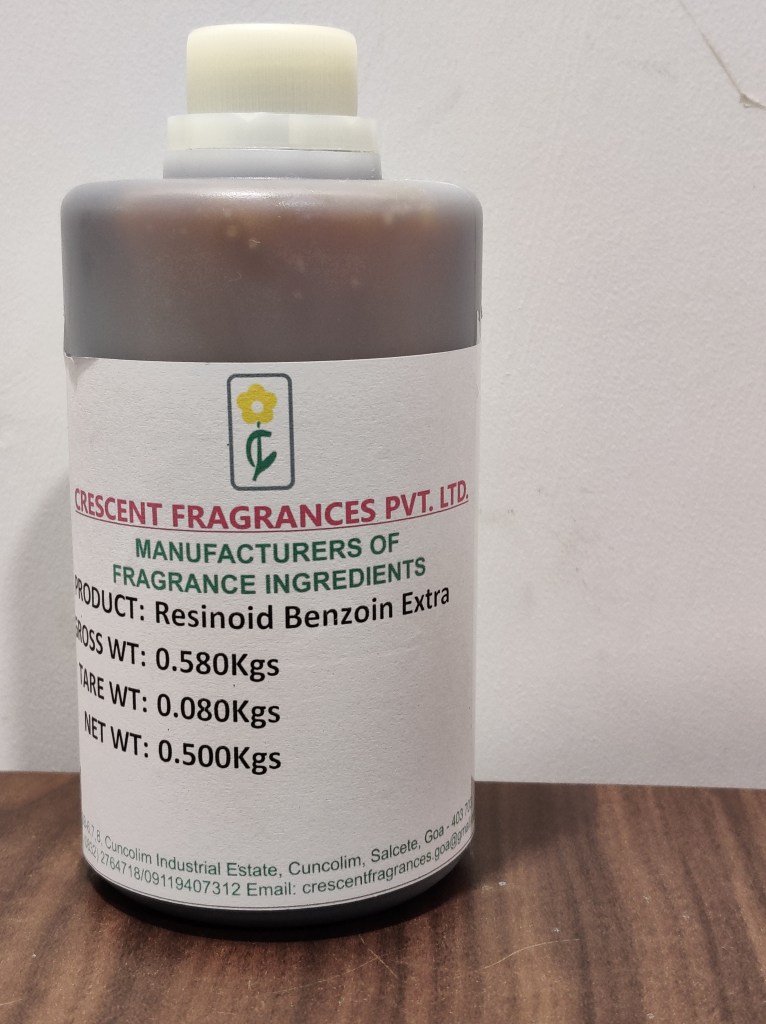 CRESCENT FRAGRANCES PVT. LTD.
MANUFACTURERS OF
FRAGRANCE INGREDIENTS
PRODUCT: Resinoid Benzoin Extra
GROSS WT: 0.580Kgs
TARE WT: 0.080Kgs
NET WT: 0.500Kgs
Cuncolim Industrial Estate, Cuncolim, Salcete, Goa - 403
2764718/09119407312 Email: crescentfragrances.goa@